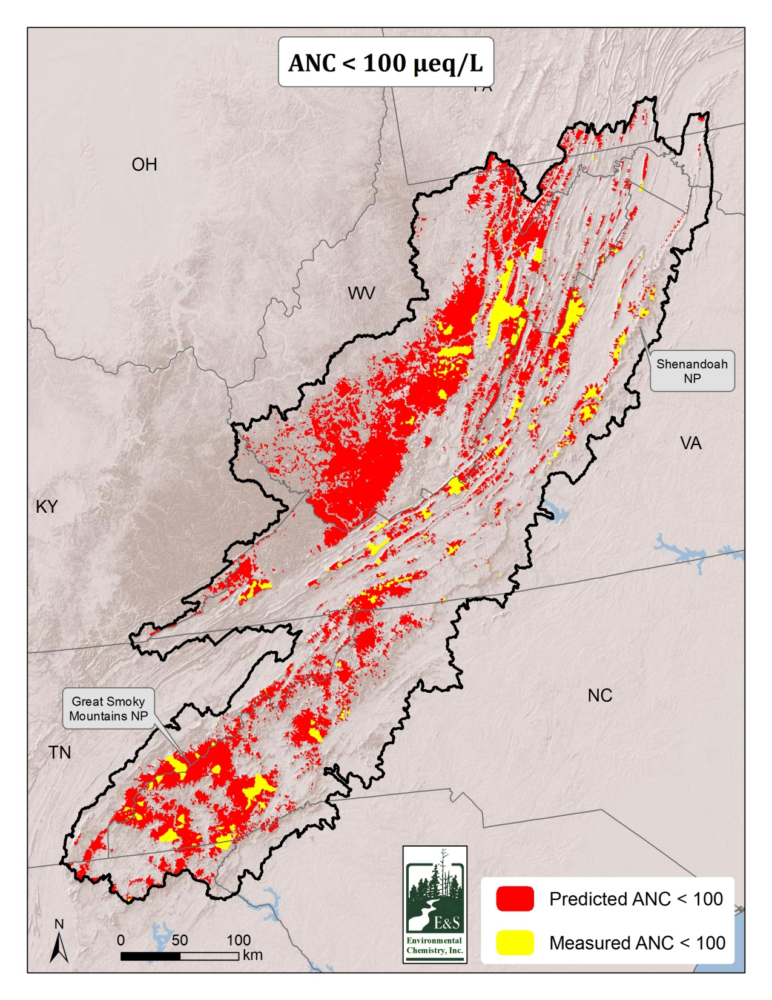 ANC < 100 µeq/L
PA
OH
WV
Shenandoah
NP
VA
KY
Great Smoky
Mountains NP
NC
TN
E&S
Environmental
Chemistry, Inc.
Predicted ANC < 100
Measured ANC < 100
N
0 50 100
km